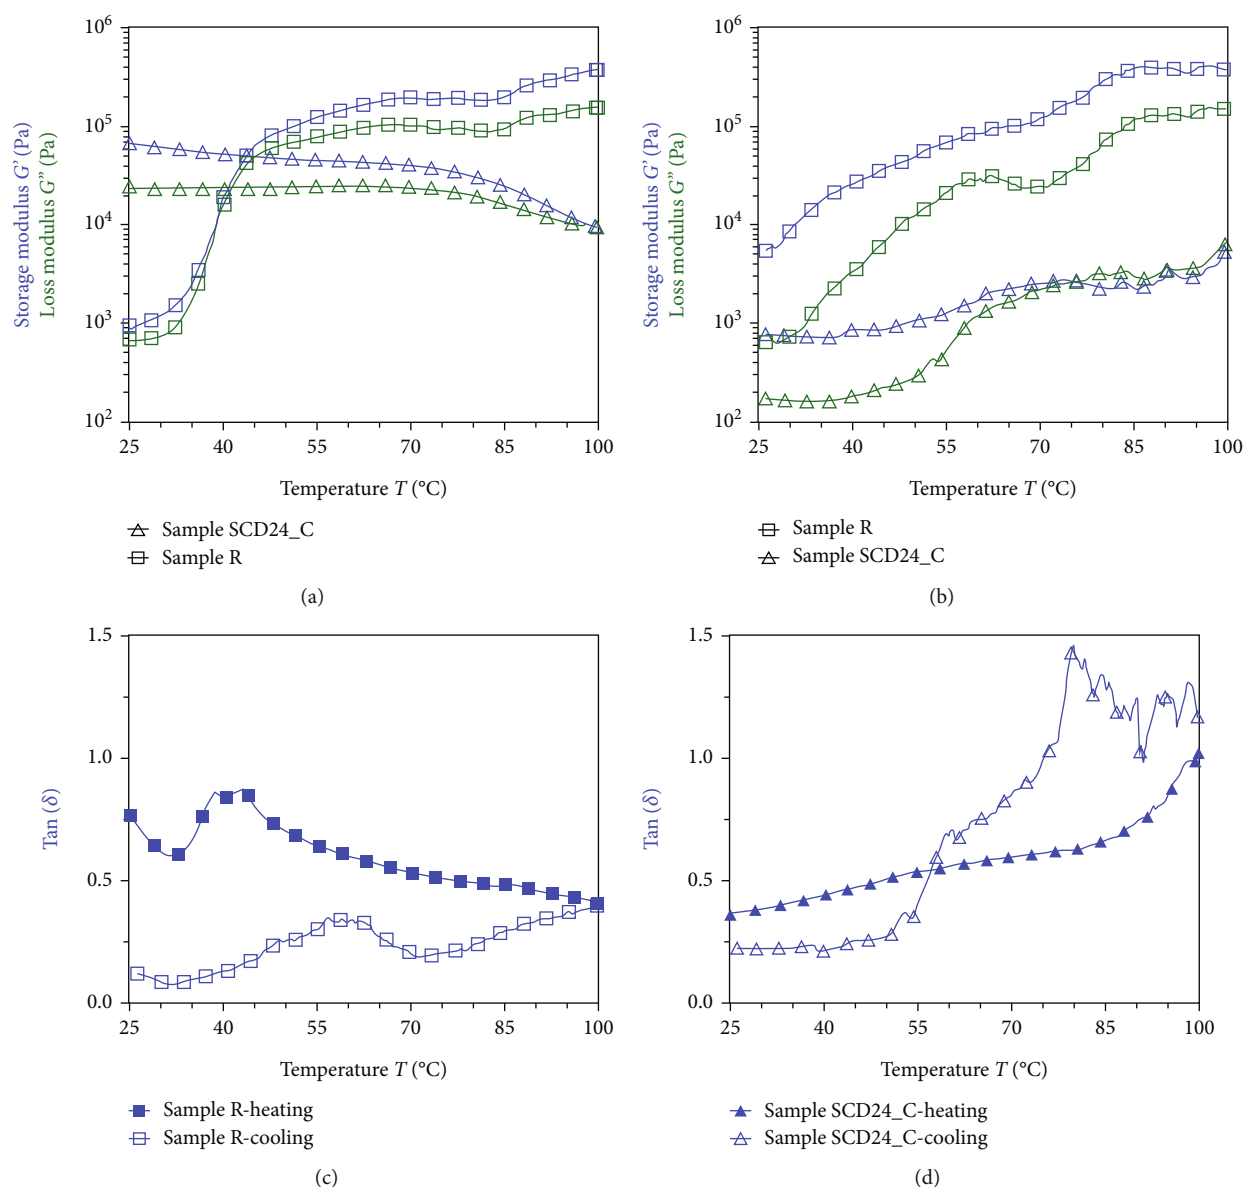 10^6
10^5
10^4
10^3
10^2
Storage modulus G' (Pa)
Loss modulus G" (Pa)
25 40 55 70 85 100
Temperature T (°C)
Sample SCD24_C
Sample R
(a)
10^6
10^5
10^4
10^3
10^2
Storage modulus G' (Pa)
Loss modulus G" (Pa)
25 40 55 70 85 100
Temperature T (°C)
Sample R
Sample SCD24_C
(b)
1.5
1.0
0.5
0.0
Tan (δ)
25 40 55 70 85 100
Temperature T (°C)
Sample R-heating
Sample R-cooling
(c)
1.5
1.0
0.5
0.0
Tan (δ)
25 40 55 70 85 100
Temperature T (°C)
Sample SCD24_C-heating
Sample SCD24_C-cooling
(d)